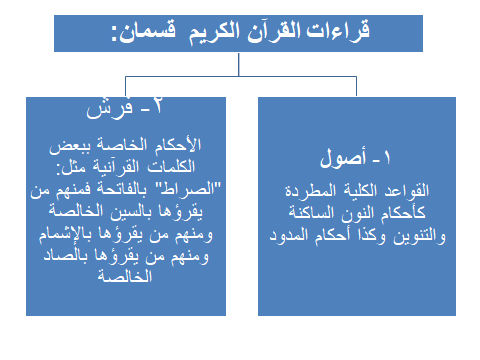 قراءات القرآن الكريم قسمان:
١- أصول
القواعد الكلية المطردة
كأحكام النون الساكنة
والتنوين وكذا أحكام المدود
٢- فرش
الأحكام الخاصة ببعض
الكلمات القرآنية مثل:
"الصراط" بالفاتحة فمنهم من
يقرؤها بالسين الخالصة
ومنهم من يقرؤها بالإشمام
ومنهم من يقرؤها بالصاد
الخالصة